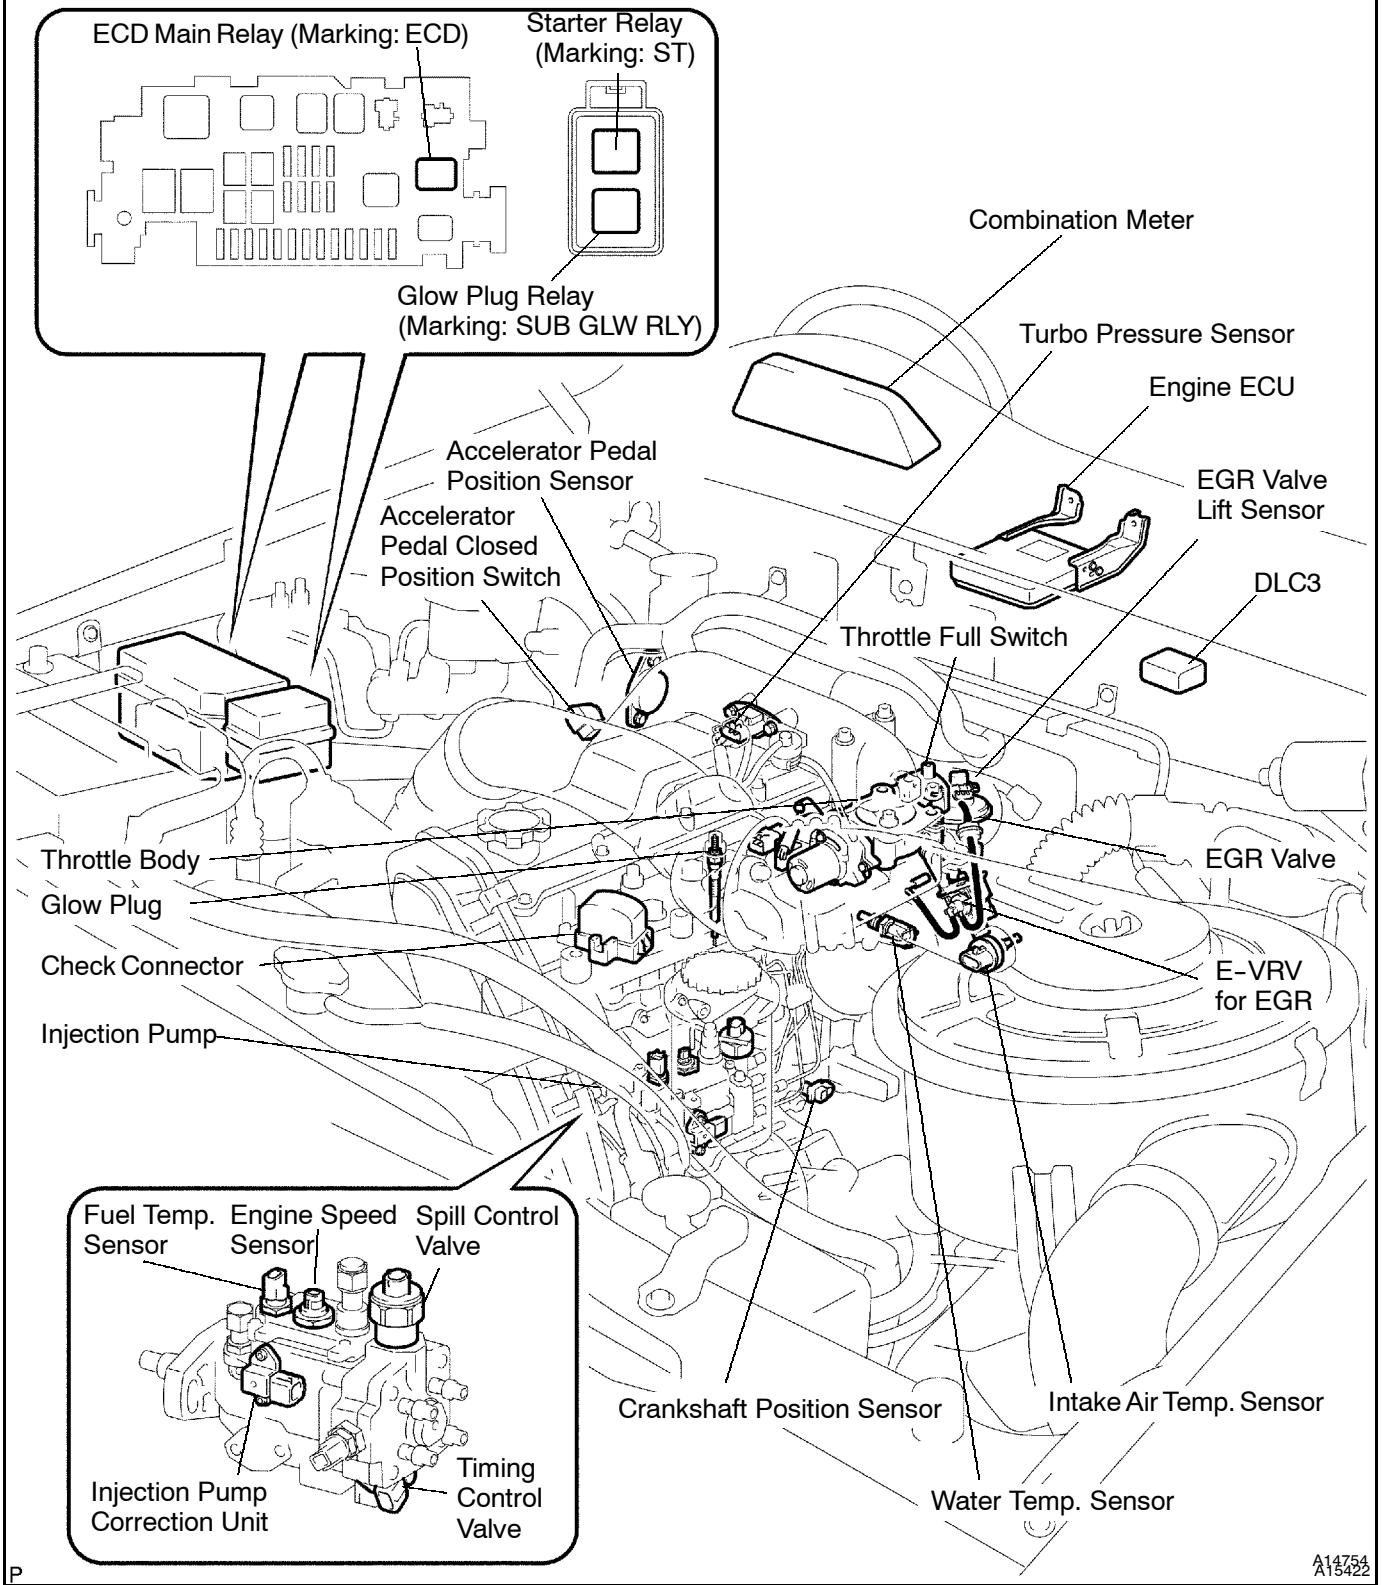 ECD Main Relay (Marking: ECD)
Starter Relay
(Marking: ST)
Glow Plug Relay
(Marking: SUB GLW RLY)
Combination Meter
Turbo Pressure Sensor
Engine ECU
Accelerator Pedal
Position Sensor
EGR Valve
Lift Sensor
Accelerator
Pedal Closed
Position Switch
DLC3
Throttle Full Switch
Throttle Body
EGR Valve
Glow Plug
Check Connector
E-VRV
for EGR
Injection Pump
Fuel Temp.
Sensor
Engine Speed
Sensor
Spill Control
Valve
Crankshaft Position Sensor
Intake Air Temp. Sensor
Injection Pump
Correction Unit
Timing
Control
Valve
Water Temp. Sensor
P
A14754
A15422